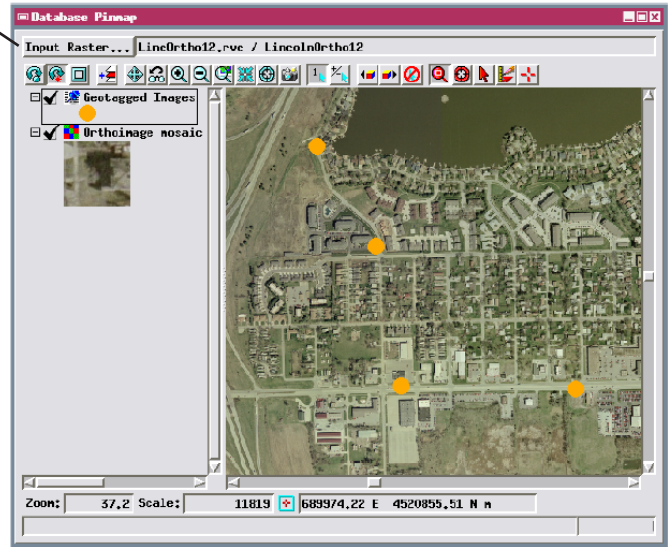 Database Pinmap
Input Raster... LincOrtho12.rvc / LincolnOrtho12
Geotagged Images
Orthoimage mosaic
Zoom: 37.2 Scale: 11819 689974.22 E 4520855.51 N m